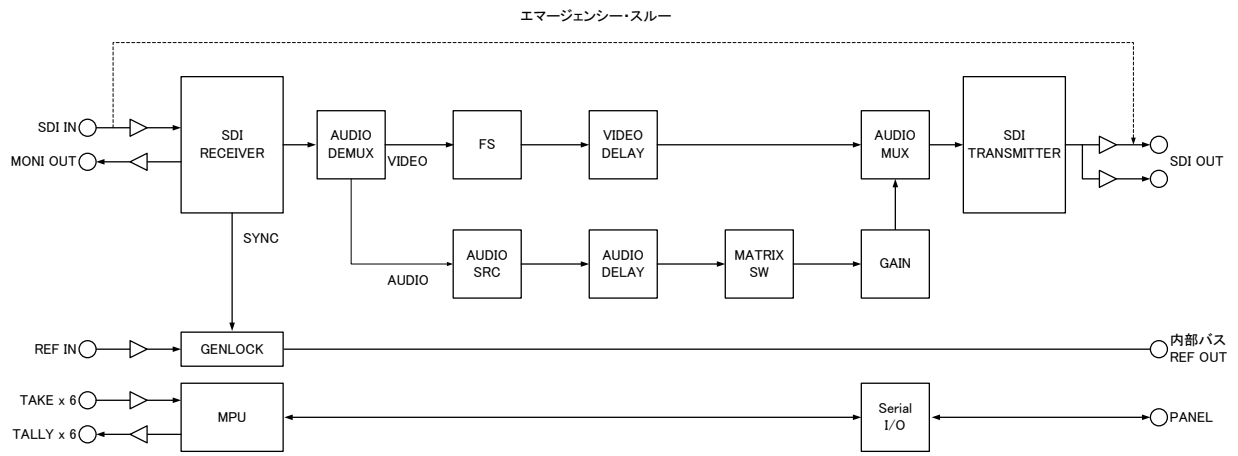 エマージェンシー・スルー
SDI IN
MONI OUT
SDI
RECEIVER
AUDIO
DEMUX
VIDEO
FS
VIDEO
DELAY
AUDIO
MUX
SDI
TRANSMITTER
SDI OUT
SYNC
AUDIO
AUDIO
SRC
AUDIO
DELAY
MATRIX
SW
GAIN
REF IN
GENLOCK
内部バス
REF OUT
TAKE x 6
TALLY x 6
MPU
Serial
I/O
PANEL